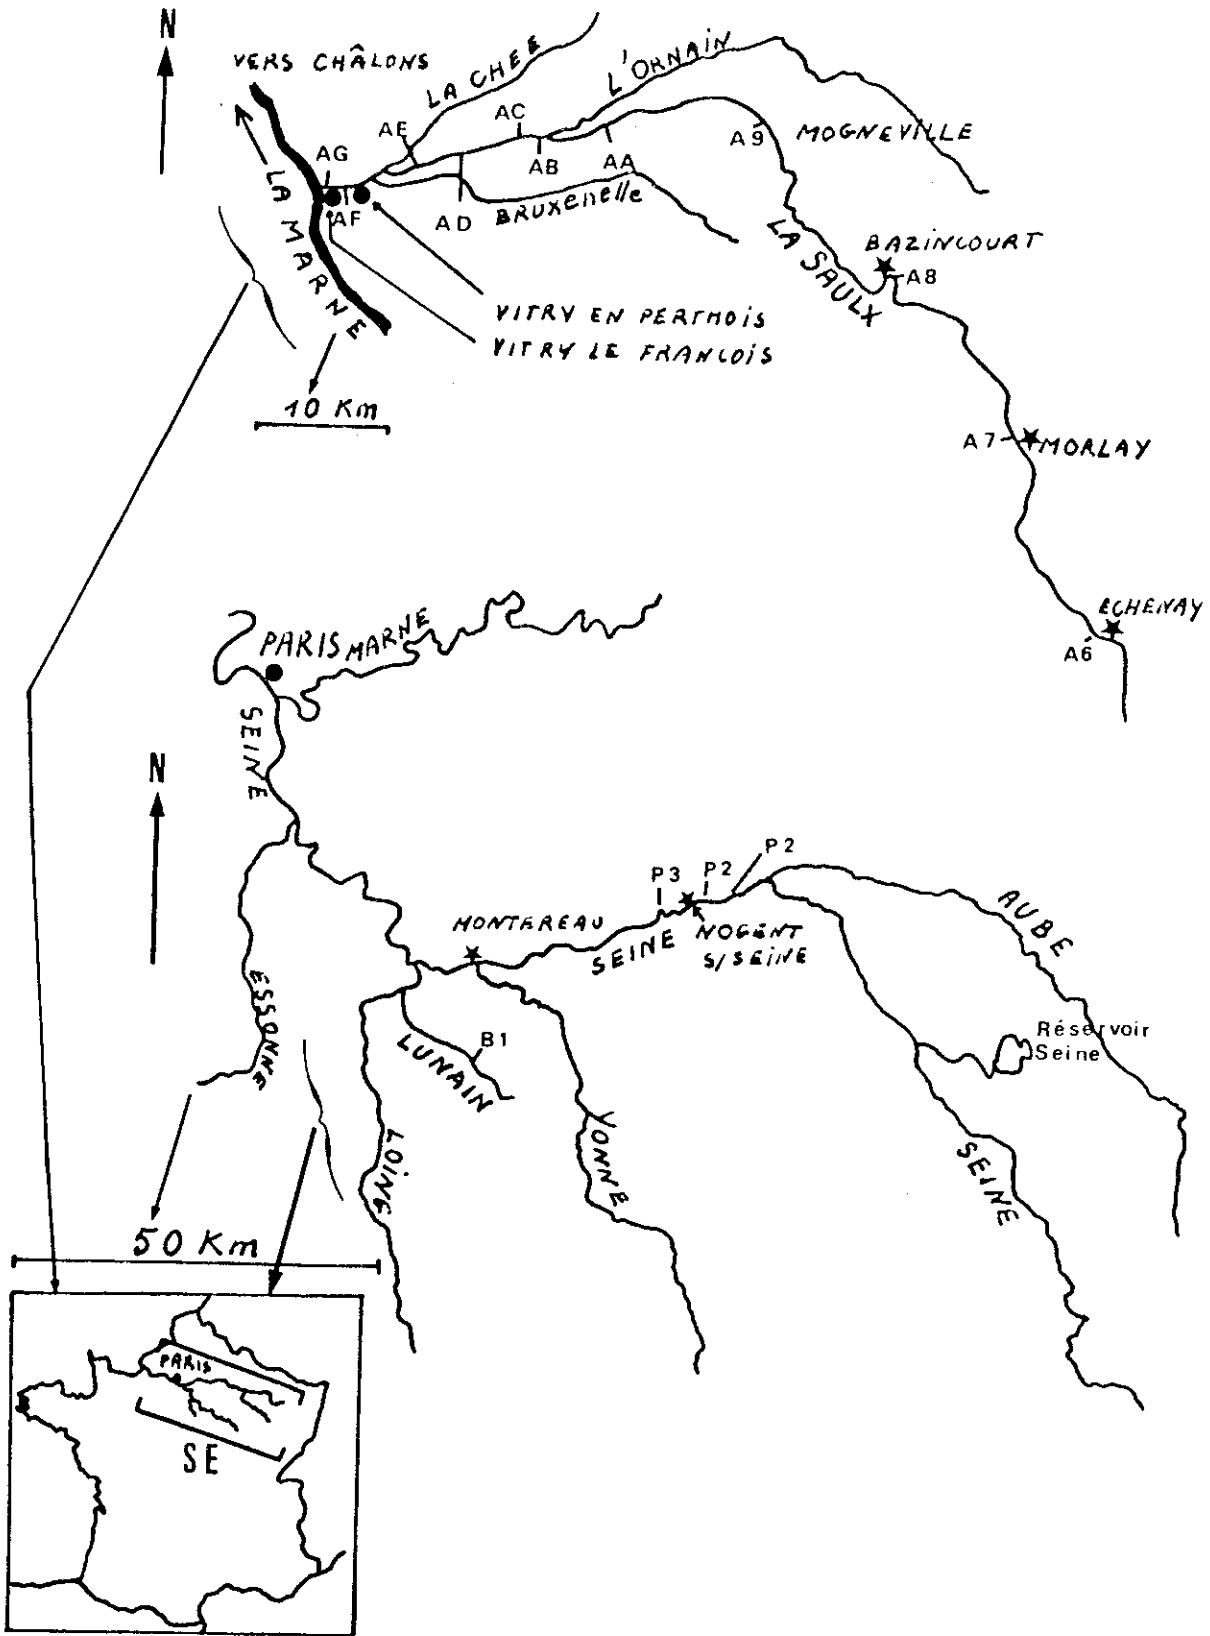 N
VERS CHÂLONS
LA CHEE
L'ORNAIN
AC
AE
A9 MOGNEVILLE
AG
AB
AA
LA MARNE
AF
AD
BRUXEnElle
LA SAULX
BAZINCOURT
A8
VITRY EN PERTHOIS
VITRY LE FRANCOIS
10 Km
A7
MORLAY
ECHENAY
A6
PARIS
MARNE
SEINE
N
P2
P3
P2
AUBE
MONTEREAU
SEINE
NOGENT
S/SEINE
ESSONNE
LUNAIN
B1
Réservoir
Seine
LOING
YONNE
SEINE
50 Km
PARIS
SE